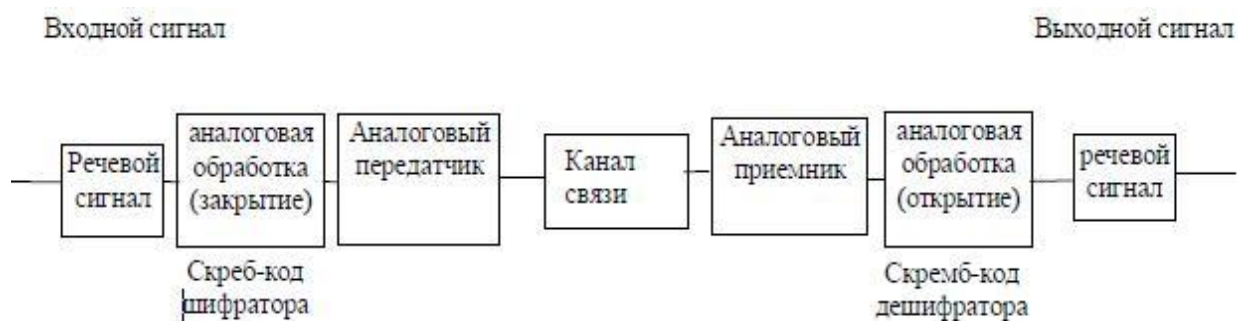 Входной сигнал
Выходной сигнал
Речевой
сигнал
аналоговая
обработка
(закрытие)
Аналоговый
передатчик
Канал
связи
Аналоговый
приемник
аналоговая
обработка
(открытие)
речевой
сигнал
Скреб-код
шифратора
Скремб-код
дешифратора